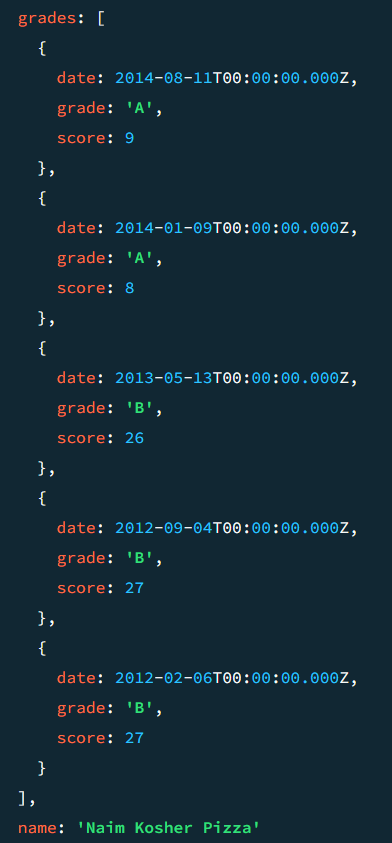 grades: [
{
date: 2014-08-11T00:00:00.000Z,
grade: 'A',
score: 9
},
{
date: 2014-01-09T00:00:00.000Z,
grade: 'A',
score: 8
},
{
date: 2013-05-13T00:00:00.000Z,
grade: 'B',
score: 26
},
{
date: 2012-09-04T00:00:00.000Z,
grade: 'B',
score: 27
},
{
date: 2012-02-06T00:00:00.000Z,
grade: 'B',
score: 27
}
],
name: 'Naim Kosher Pizza'